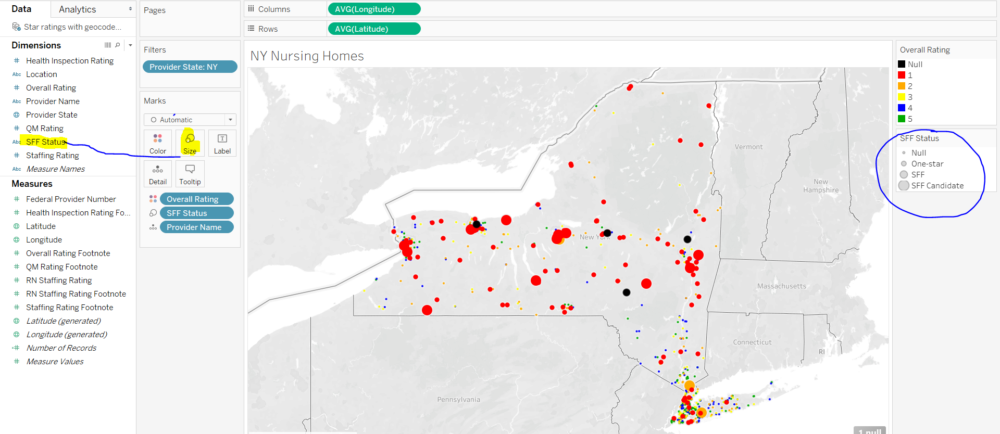 Data
Analytics
Star ratings with geocode...
Dimensions
Health Inspection Rating
Abc Location
Overall Rating
Abc Provider Name
Provider State
QM Rating
Abc SFF Status
Staffing Rating
Abc Measure Names
Measures
Federal Provider Number
Health Inspection Rating Fo...
Latitude
Longitude
Overall Rating Footnote
QM Rating Footnote
RN Staffing Rating
RN Staffing Rating Footnote
Staffing Rating Footnote
Latitude (generated)
Longitude (generated)
Number of Records
Measure Values
Pages
Filters
Provider State: NY
Marks
Automatic
Color
Size
Label
Detail
Tooltip
Overall Rating
SFF Status
Provider Name
Columns
AVG(Longitude)
Rows
AVG(Latitude)
NY Nursing Homes
Vermont
New
Hampshire
New York
Massachusetts
Connecticut
RI
Pennsylvania
1 null
Overall Rating
Null
1
2
3
4
5
SFF Status
Null
One-star
SFF
SFF Candidate